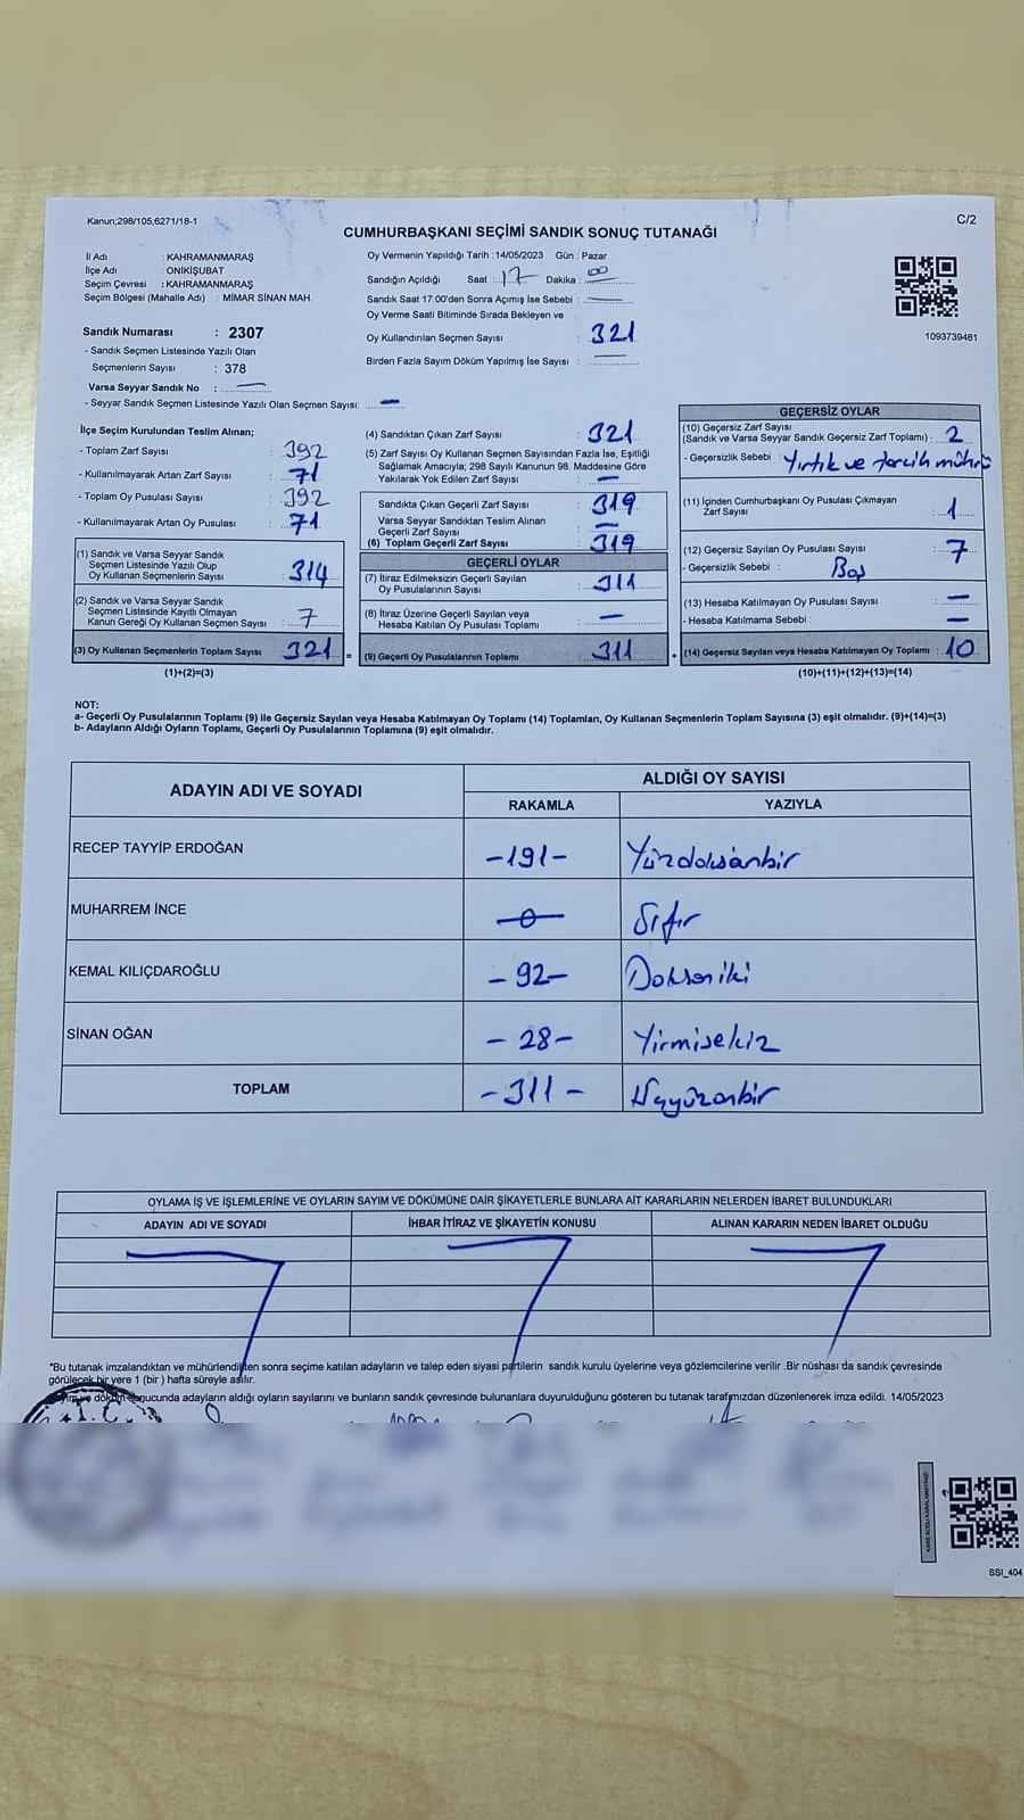 Kanun;298/105,6271/18-1
C/2
CUMHURBAŞKANI SEÇİMİ SANDIK SONUÇ TUTANAĞI
İl Adı : KAHRAMANMARAŞ
İlçe Adı : ONİKİŞUBAT
Seçim Çevresi : KAHRAMANMARAŞ
Seçim Bölgesi (Mahalle Adı) : MİMAR SİNAN MAH.
Sandık Numarası : 2307
- Sandık Seçmen Listesinde Yazılı Olan
Seçmenlerin Sayısı : 378
Varsa Seyyar Sandık No : —
- Seyyar Sandık Seçmen Listesinde Yazılı Olan Seçmen Sayısı: —
Oy Vermenin Yapıldığı Tarih : 14/05/2023 Gün : Pazar
Sandığın Açıldığı Saat : 17 Dakika : 00
Sandık Saat 17:00'den Sonra Açımış İse Sebebi : —
Oy Verme Saati Bitiminde Sırada Bekleyen ve
Oy Kullandırılan Seçmen Sayısı : 321
Birden Fazla Sayım Döküm Yapılmış İse Sayısı : —
1093739481
İlçe Seçim Kurulundan Teslim Alınan;
- Toplam Zarf Sayısı : 392
- Kullanılmayarak Artan Zarf Sayısı : 71
- Toplam Oy Pusulası Sayısı : 392
- Kullanılmayarak Artan Oy Pusulası : 71
(1) Sandık ve Varsa Seyyar Sandık
Seçmen Listesinde Yazılı Olup
Oy Kullanan Seçmenlerin Sayısı : 314
(2) Sandık ve Varsa Seyyar Sandık
Seçmen Listesinde Kayıtlı Olmayan
Kanun Gereği Oy Kullanan Seçmen Sayısı : 7
(3) Oy Kullanan Seçmenlerin Toplam Sayısı : 321 =
(1)+(2)=(3)
(4) Sandıktan Çıkan Zarf Sayısı : 321
(5) Zarf Sayısı Oy Kullanan Seçmen Sayısından Fazla İse, Eşitliği
Sağlamak Amacıyla; 298 Sayılı Kanunun 98. Maddesine Göre
Yakılarak Yok Edilen Zarf Sayısı : —
Sandıkta Çıkan Geçerli Zarf Sayısı : 319
Varsa Seyyar Sandıktan Teslim Alınan
Geçerli Zarf Sayısı : —
(6) Toplam Geçerli Zarf Sayısı : 319
GEÇERLİ OYLAR
(7) İtiraz Edilmeksizin Geçerli Sayılan
Oy Pusulalarının Sayısı : 311
(8) İtiraz Üzerine Geçerli Sayılan veya
Hesaba Katılan Oy Pusulası Toplamı : —
(9) Geçerli Oy Pusulalarının Toplamı : 311 +
GEÇERSİZ OYLAR
(10) Geçersiz Zarf Sayısı
(Sandık ve Varsa Seyyar Sandık Geçersiz Zarf Toplamı) : 2
- Geçersizlik Sebebi : Yırtık ve tercih mührü
(11) İçinden Cumhurbaşkanı Oy Pusulası Çıkmayan
Zarf Sayısı : 1
(12) Geçersiz Sayılan Oy Pusulası Sayısı : 7
- Geçersizlik Sebebi : Boş
(13) Hesaba Katılmayan Oy Pusulası Sayısı : —
- Hesaba Katılmama Sebebi : —
(14) Geçersiz Sayılan veya Hesaba Katılmayan Oy Toplamı : 10
(10)+(11)+(12)+(13)=(14)
NOT:
a- Geçerli Oy Pusulalarının Toplamı (9) ile Geçersiz Sayılan veya Hesaba Katılmayan Oy Toplamı (14) Toplamları, Oy Kullanan Seçmenlerin Toplam Sayısına (3) eşit olmalıdır. (9)+(14)=(3)
b- Adayların Aldığı Oyların Toplamı, Geçerli Oy Pusulalarının Toplamına (9) eşit olmalıdır.
ADAYIN ADI VE SOYADI
ALDIĞI OY SAYISI
RAKAMLA YAZIYLA
RECEP TAYYİP ERDOĞAN -191- Yüzdoksanbir
MUHARREM İNCE -0- Sıfır
KEMAL KILIÇDAROĞLU -92- Doksaniki
SİNAN OĞAN -28- Yirmisekiz
TOPLAM -311- Üçyüzonbir
OYLAMA İŞ VE İŞLEMLERİNE VE OYLARIN SAYIM VE DÖKÜMÜNE DAİR ŞİKAYETLERLE BUNLARA AİT KARARLARIN NELERDEN İBARET BULUNDUKLARI
ADAYIN ADI VE SOYADI İHBAR İTİRAZ VE ŞİKAYETİN KONUSU ALINAN KARARIN NEDEN İBARET OLDUĞU
*Bu tutanak imzalandıktan ve mühürlendikten sonra seçime katılan adayların ve talep eden siyasi partilerin sandık kurulu üyelerine veya gözlemcilerine verilir .Bir nüshası da sandık çevresinde
görülecek bir yere 1 (bir ) hafta süreyle asılır.
döküm sonucunda adayların aldığı oyların sayılarını ve bunların sandık çevresinde bulunanlara duyurulduğunu gösteren bu tutanak tarafımızdan düzenlenerek imza edildi. 14/05/2023
T.C.
SSI_404